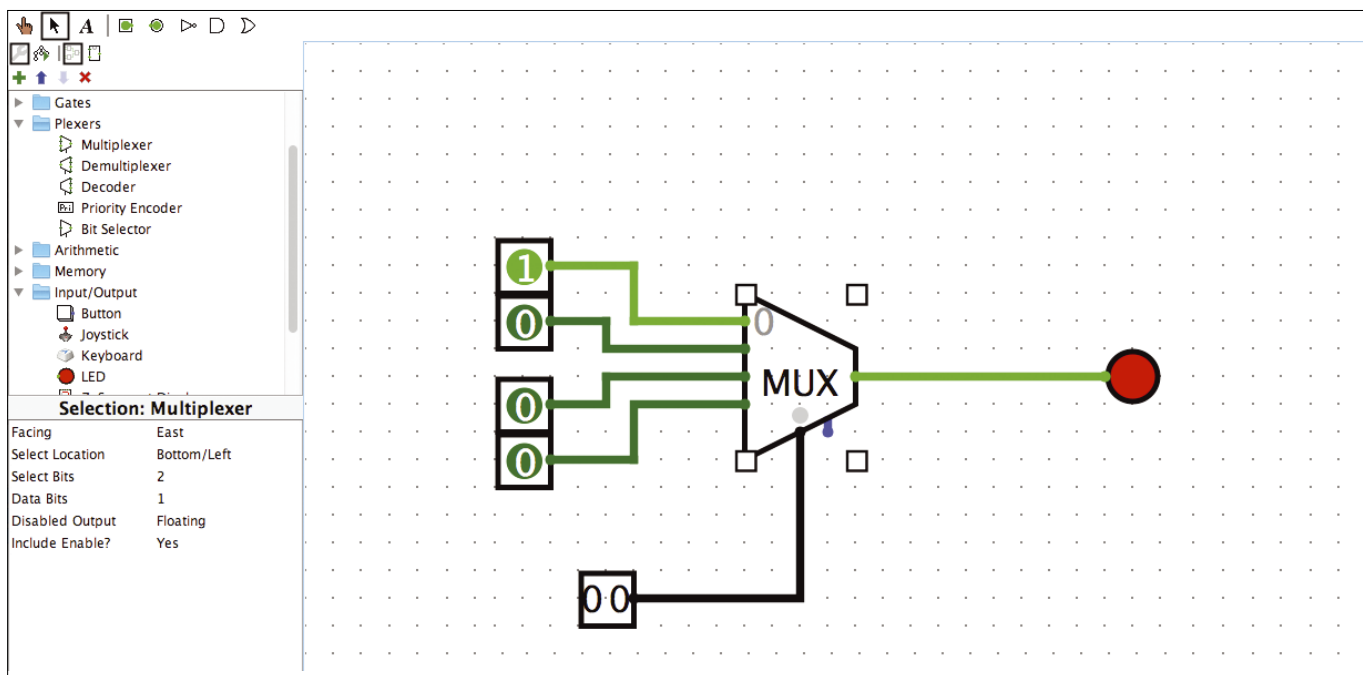 A
Gates
Plexers
Multiplexer
Demultiplexer
Decoder
Pri Priority Encoder
Bit Selector
Arithmetic
Memory
Input/Output
Button
Joystick
Keyboard
LED
Selection: Multiplexer
Facing East
Select Location Bottom/Left
Select Bits 2
Data Bits 1
Disabled Output Floating
Include Enable? Yes
1
0
0
0
0
MUX
00